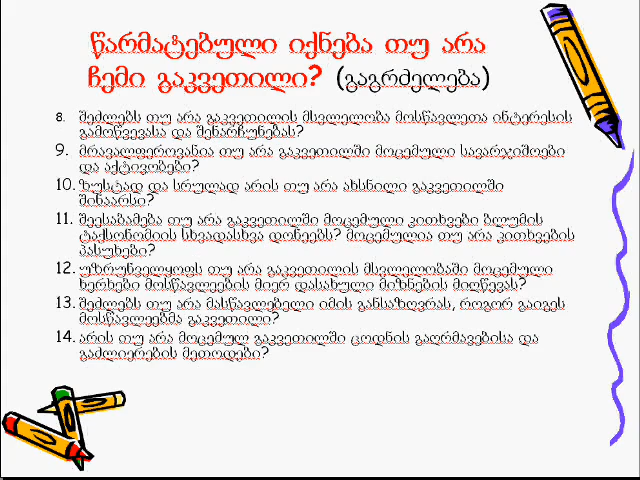 წარმატებული იქნება თუ არა
ჩემი გაკვეთილი? (გაგრძელება)
8. შეძლებს თუ არა გაკვეთილის მსვლელობა მოსწავლეთა ინტერესის
გამოწვევასა და შენარჩუნებას?
9. მრავალფეროვანია თუ არა გაკვეთილში მოცემული სავარჯიშოები
და აქტივობები?
10. ზუსტად და სრულად არის თუ არა ახსნილი გაკვეთილში
შინაარსი?
11. შეესაბამება თუ არა გაკვეთილში მოცემული კითხვები ბლუმის
ტაქსონომიის სხვადასხვა დონეებს? მოცემულია თუ არა კითხვების
პასუხები?
12. უზრუნველყოფს თუ არა გაკვეთილის მსვლელობაში მოცემული
ხერხები მოსწავლეების მიერ დასახული მიზნების მიღწევას?
13. შეძლებს თუ არა მასწავლებელი იმის განსაზღვრას, როგორ გაიგეს
მოსწავლეებმა გაკვეთილი?
14. არის თუ არა მოცემულ გაკვეთილში ცოდნის გაღრმავებისა და
გაძლიერების მეთოდები?